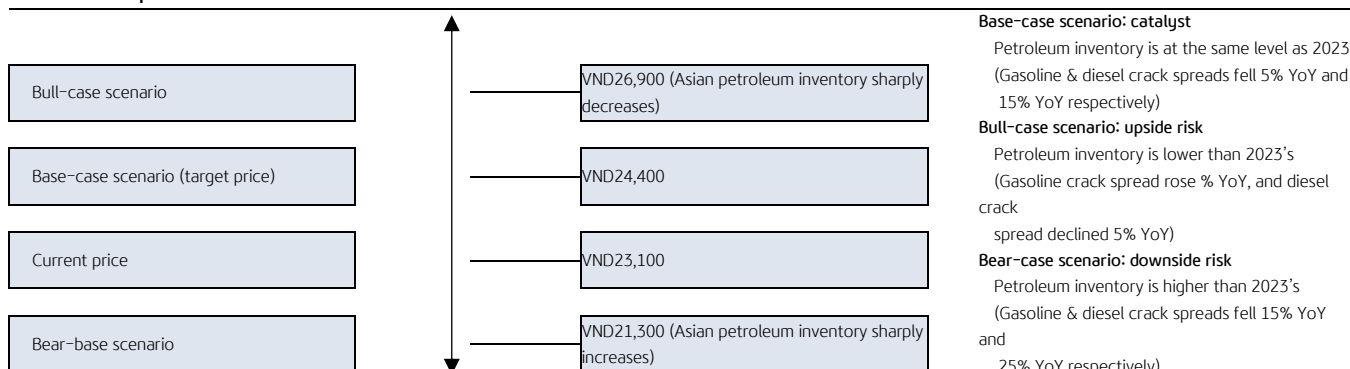 Bull-case scenario
VND26,900 (Asian petroleum inventory sharply
decreases)
Base-case scenario (target price)
VND24,400
Current price
VND23,100
Bear-base scenario
VND21,300 (Asian petroleum inventory sharply
increases)
Base-case scenario: catalyst
Petroleum inventory is at the same level as 2023
(Gasoline & diesel crack spreads fell 5% YoY and
15% YoY respectively)
Bull-case scenario: upside risk
Petroleum inventory is lower than 2023’s
(Gasoline crack spread rose % YoY, and diesel
crack
spread declined 5% YoY)
Bear-case scenario: downside risk
Petroleum inventory is higher than 2023’s
(Gasoline & diesel crack spreads fell 15% YoY
and
25% YoY respectively)